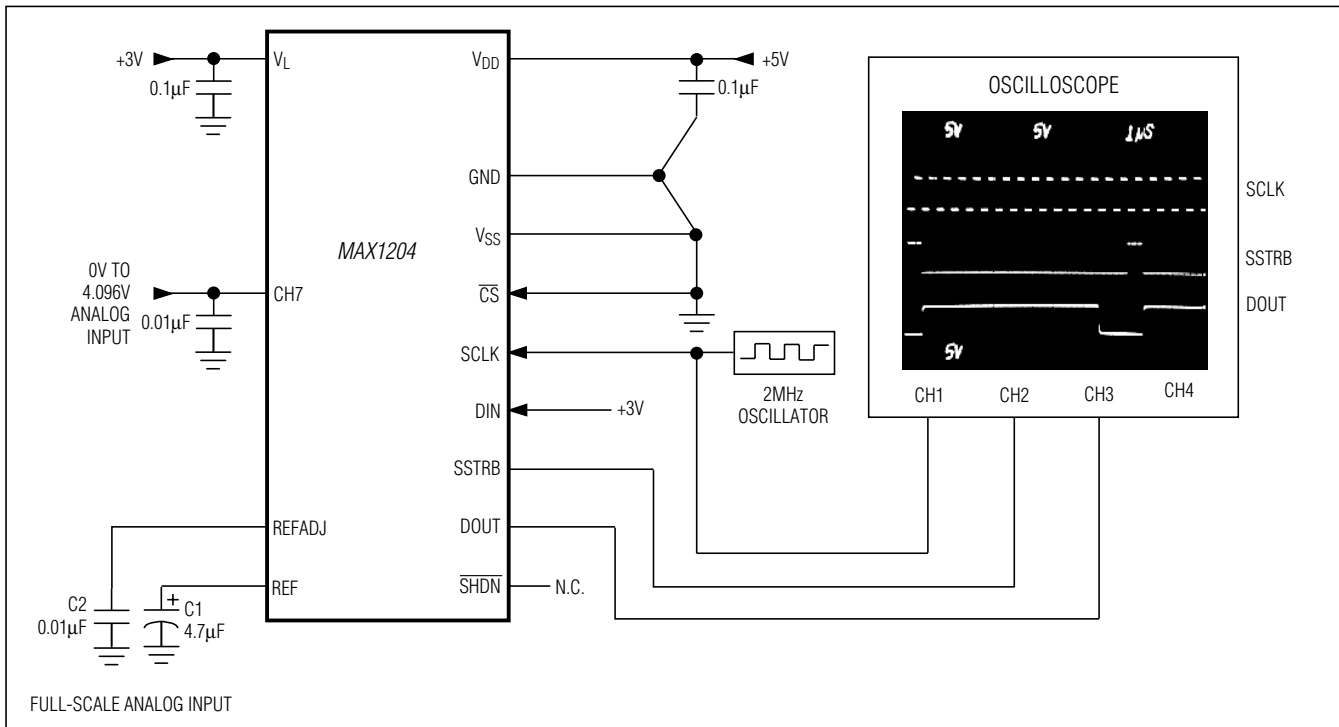 +3V
0.1µF
VL
VDD
+5V
0.1µF
OSCILLOSCOPE
5V 5V 1µS
SCLK
SSTRB
DOUT
5V
CH1 CH2 CH3 CH4
GND
VSS
MAX1204
0V TO
4.096V
ANALOG
INPUT
0.01µF
CH7
CS
SCLK
2MHz
OSCILLATOR
DIN
+3V
SSTRB
DOUT
SHDN
N.C.
REFADJ
REF
C2
0.01µF
+
C1
4.7µF
FULL-SCALE ANALOG INPUT